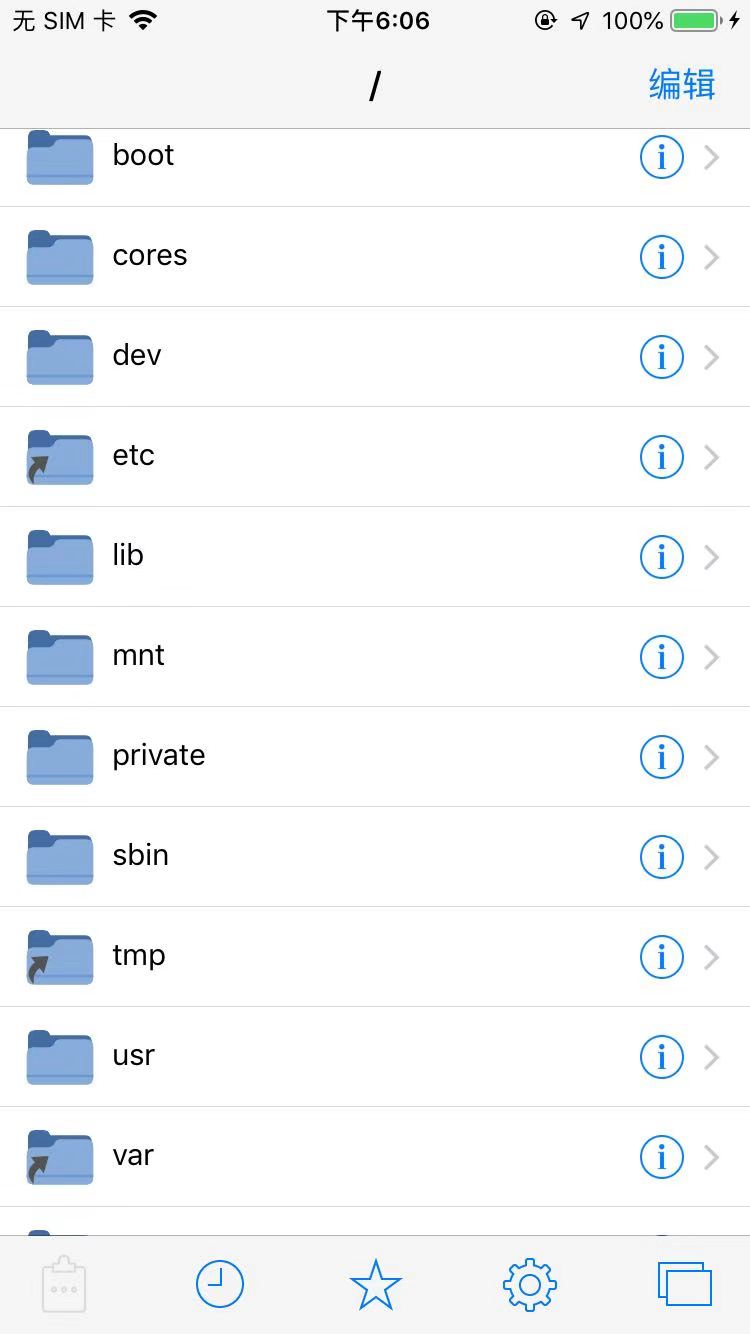 无 SIM 卡 下午6:06 100%
/ 编辑
boot
cores
dev
etc
lib
mnt
private
sbin
tmp
usr
var